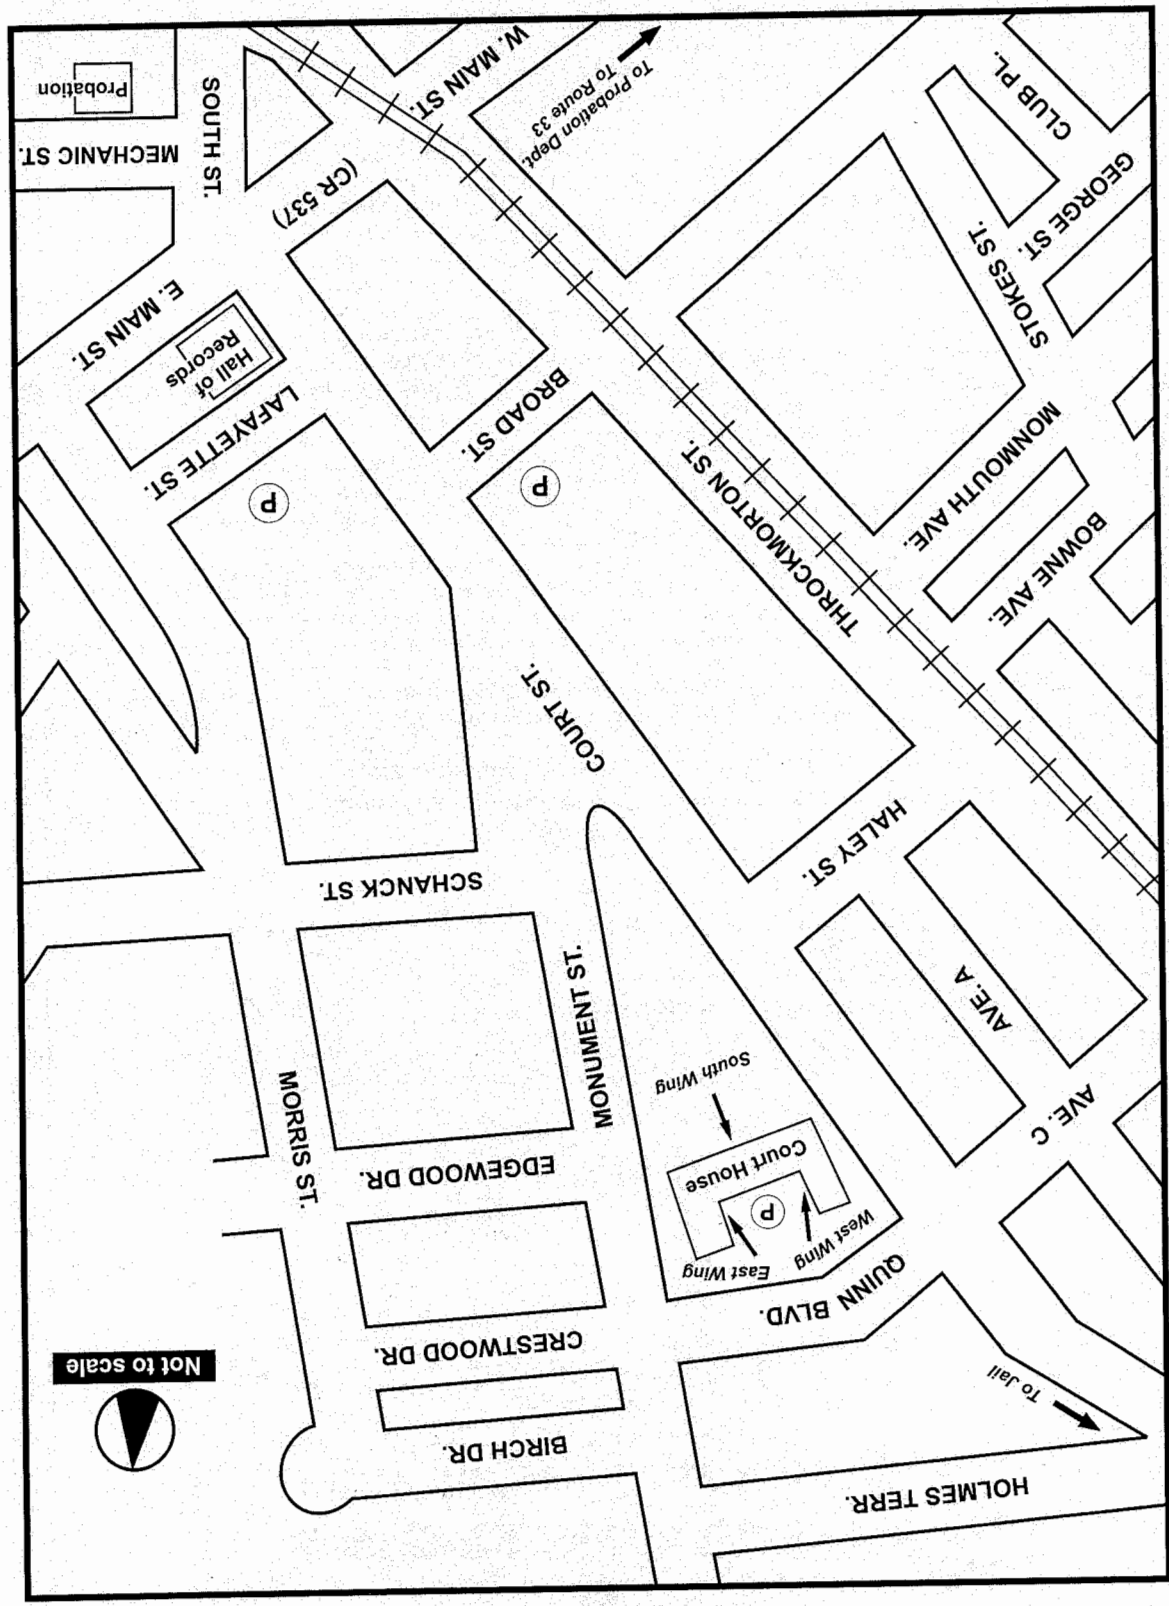 HOLMES TERR.
BIRCH DR.
To Jail
Not to scale
CRESTWOOD DR.
QUINN BLVD.
East Wing
West Wing
P
Court House
South Wing
EDGEWOOD DR.
MORRIS ST.
AVE. C
MONUMENT ST.
AVE. A
SCHANCK ST.
HALEY ST.
COURT ST.
THROCKMORTON ST.
BOWNE AVE.
MONMOUTH AVE.
P
P
BROAD ST.
LAFAYETTE ST.
Hall of
Records
E. MAIN ST.
STOKES ST.
GEORGE ST.
CLUB PL.
(CR 537)
MECHANIC ST.
SOUTH ST.
To Probation Dept.
To Route 33
W. MAIN ST.
Probation